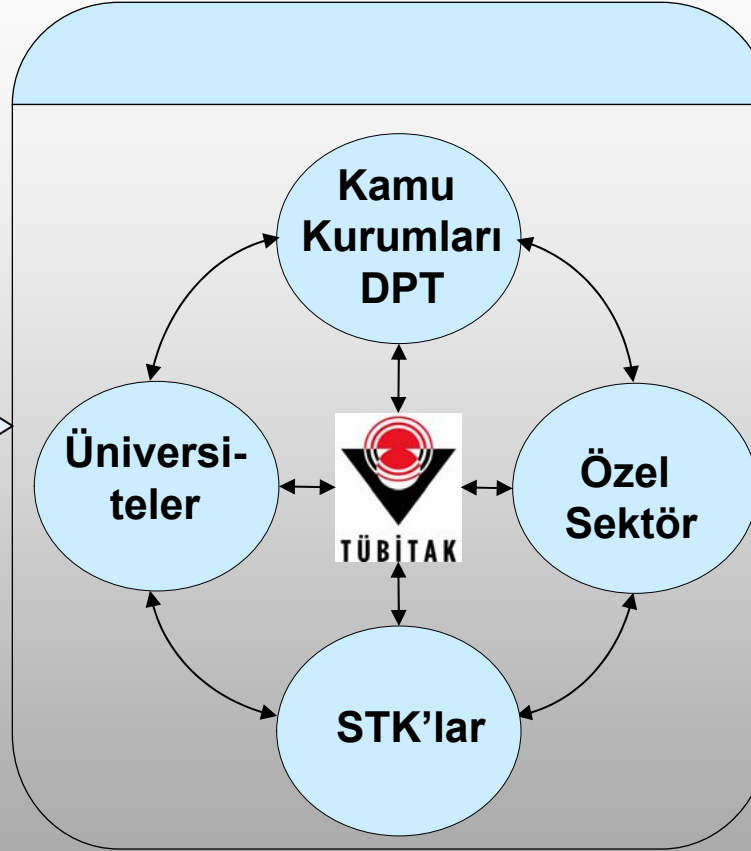 Kamu
Kurumları
DPT
Üniversi-
teler
TÜBİTAK
Özel
Sektör
STK’lar